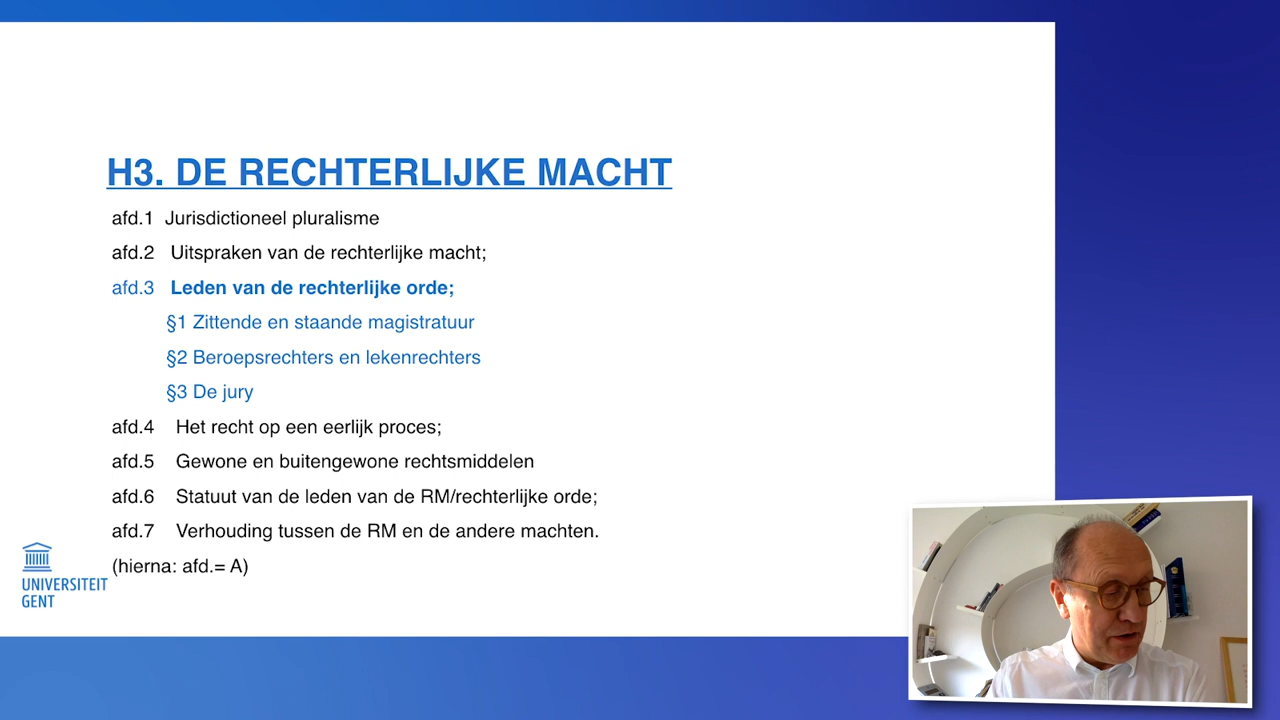 H3. DE RECHTERLIJKE MACHT
afd.1 Jurisdictioneel pluralisme
afd.2 Uitspraken van de rechterlijke macht;
afd.3 Leden van de rechterlijke orde;
§1 Zittende en staande magistratuur
§2 Beroepsrechters en lekenrechters
§3 De jury
afd.4 Het recht op een eerlijk proces;
afd.5 Gewone en buitengewone rechtsmiddelen
afd.6 Statuut van de leden van de RM/rechterlijke orde;
afd.7 Verhouding tussen de RM en de andere machten.
(hierna: afd.= A)
UNIVERSITEIT
GENT